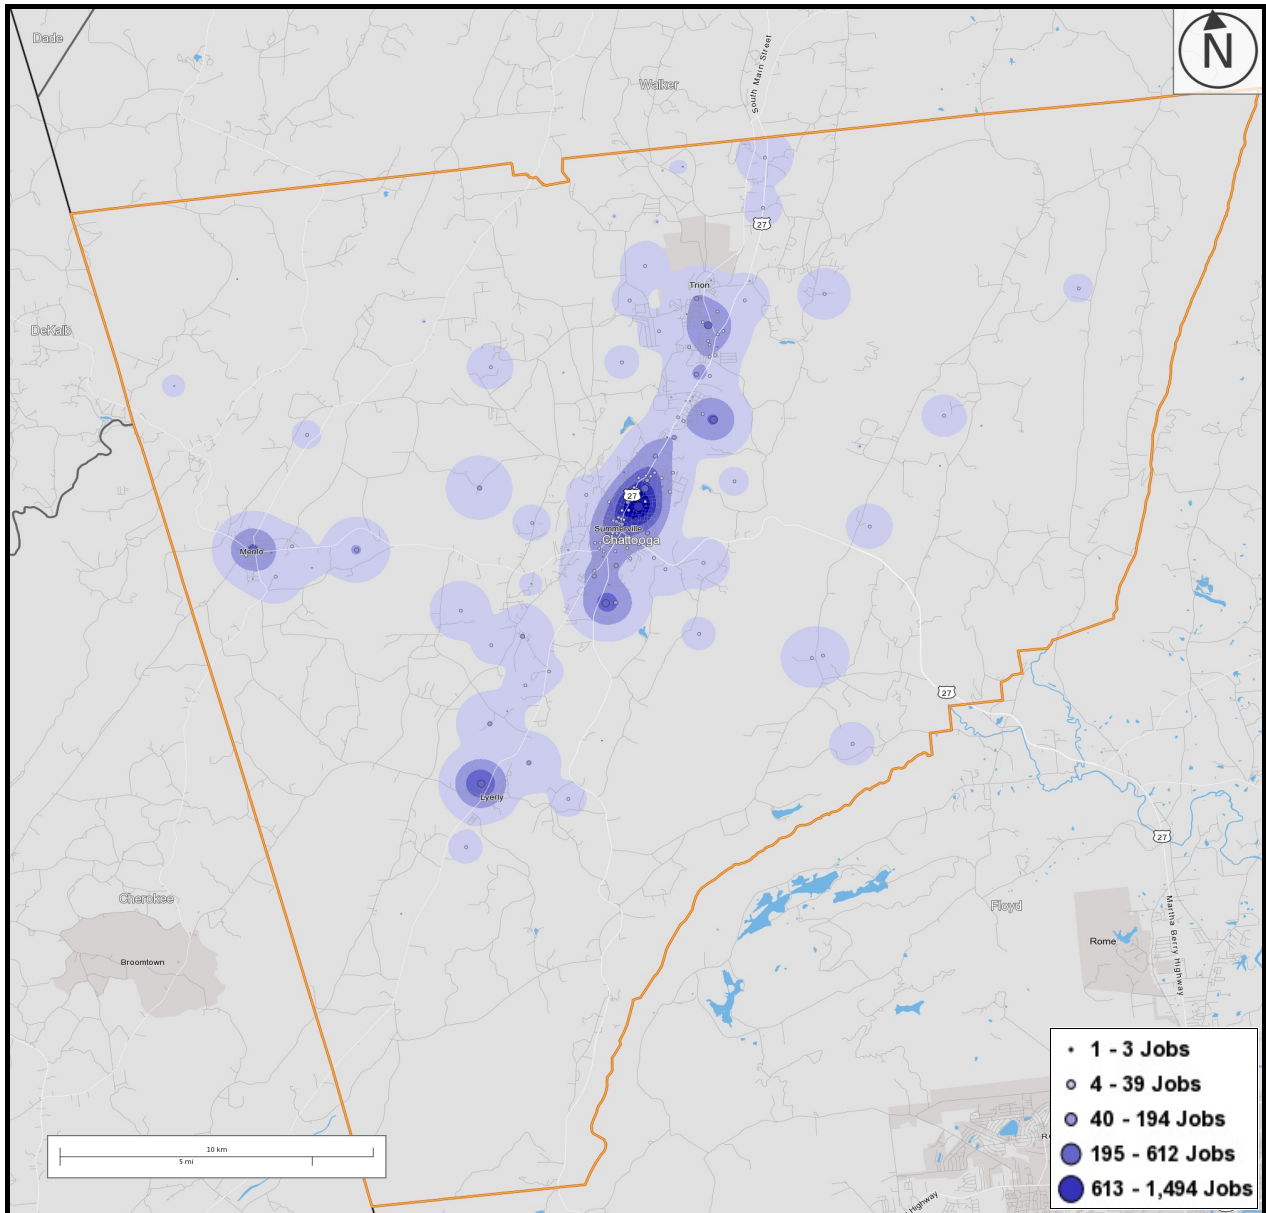 Dade
Walker
South Main Street
N
27
Trion
DeKalb
27
Summerville
Chattooga
Menlo
27
Lyerly
27
Cherokee
Floyd
Broomtown
Rome
Martha Berry Highway
1 - 3 Jobs
4 - 39 Jobs
40 - 194 Jobs
195 - 612 Jobs
613 - 1,494 Jobs
10 km
5 mi
Highway